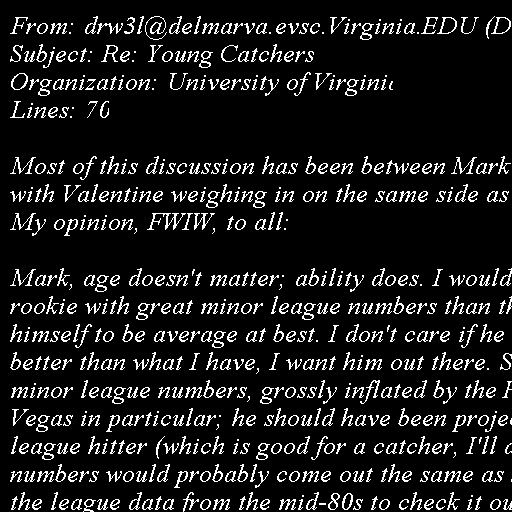 From: drw3l@delmarva.evsc.Virginia.EDU (D
Subject: Re: Young Catchers
Organization: University of Virginia
Lines: 70
Most of this discussion has been between Mark
with Valentine weighing in on the same side as
My opinion, FWIW, to all:
Mark, age doesn't matter; ability does. I would
rookie with great minor league numbers than th
himself to be average at best. I don't care if he
better than what I have, I want him out there. S
minor league numbers, grossly inflated by the P
Vegas in particular; he should have been projec
league hitter (which is good for a catcher, I'll a
numbers would probably come out the same as
the league data from the mid-80s to check it ou